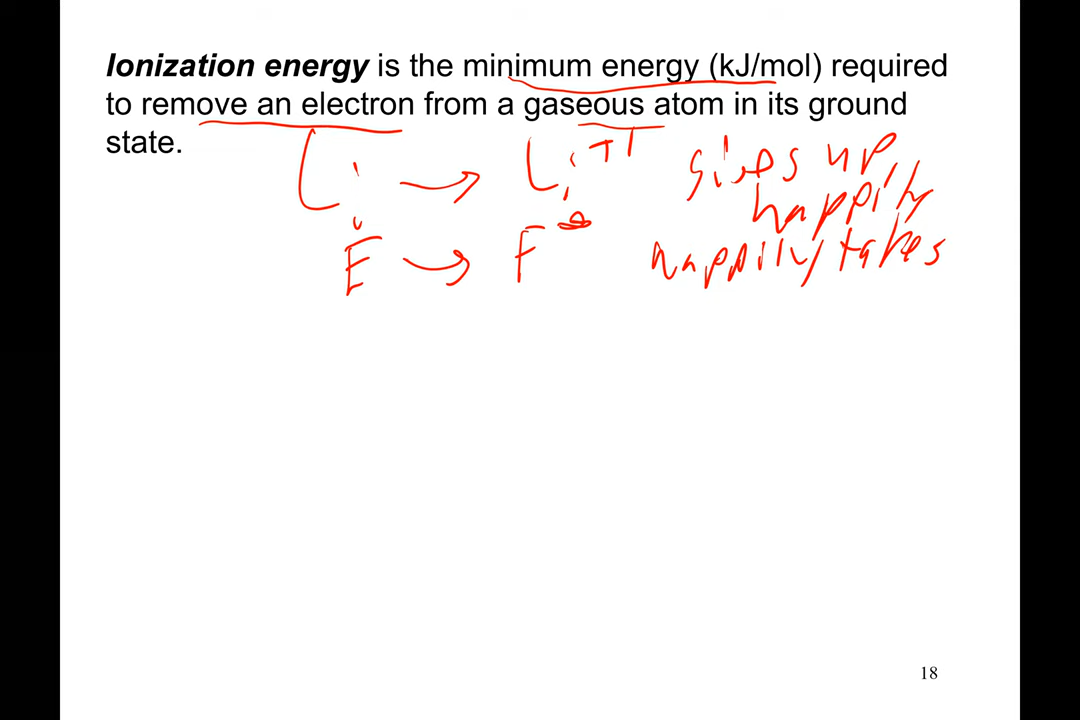 Ionization energy is the minimum energy (kJ/mol) required
to remove an electron from a gaseous atom in its ground
state.
Li → Li gives up
happily
F → F happily takes
18